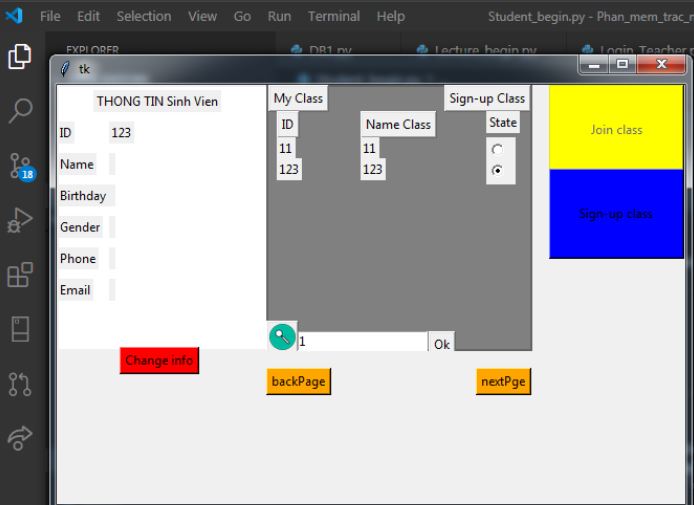 File Edit Selection View Go Run Terminal Help Student_begin.py - Phan_mem_trac_n
EXPLORER DB1.py Lecture_begin.py Login_Teacher.p
tk
THONG TIN Sinh Vien
ID 123
Name
Birthday
Gender
Phone
Email
Change info
My Class Sign-up Class
ID Name Class State
11 11
123 123
1 Ok
backPage nextPge
Join class
Sign-up class
18